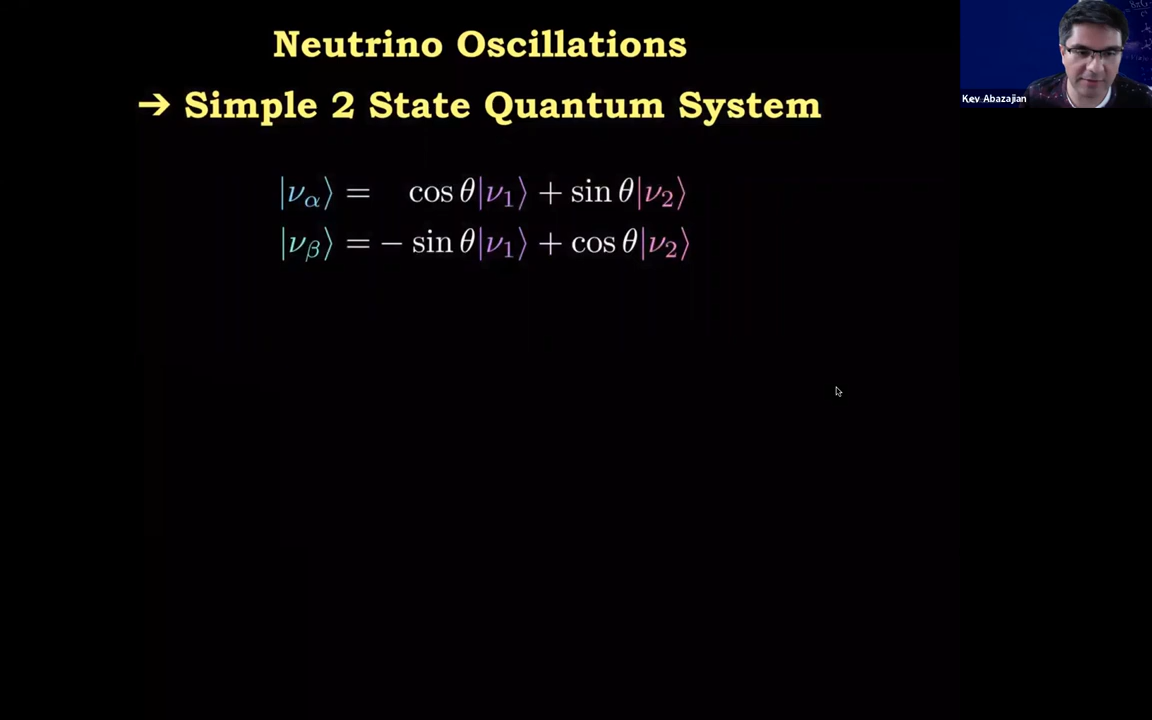 Neutrino Oscillations
➔ Simple 2 State Quantum System
|ν_α⟩ = cos θ|ν_1⟩ + sin θ|ν_2⟩
|ν_β⟩ = − sin θ|ν_1⟩ + cos θ|ν_2⟩
Kev Abazajian